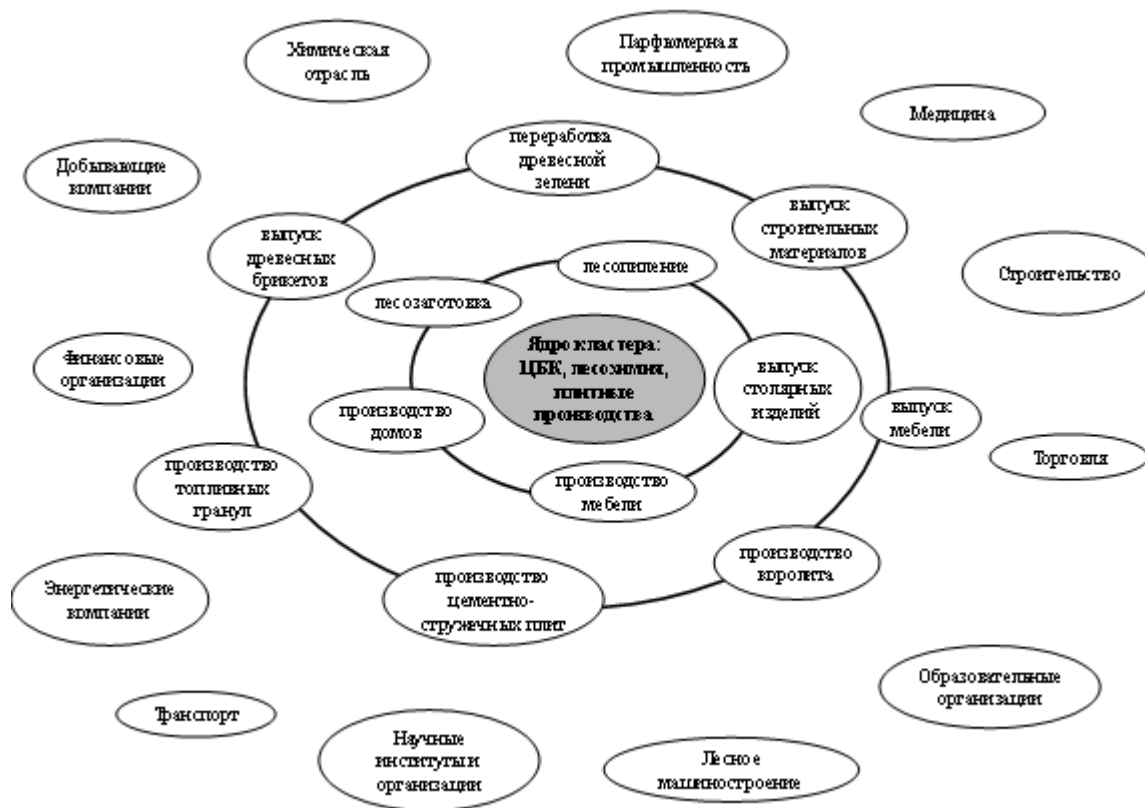 Химическая
отрасль
Парфюмерная
промышленность
Медицина
Добывающие
компании
переработка
древесной
зелени
выпуск
древесных
брикетов
выпуск
строительных
материалов
лесопиление
лесозаготовка
Строительство
Ядро кластера:
ЦБК, лесохимия,
плитные
производства
Финансовые
организации
производство
домов
выпуск
столярных
изделий
выпуск
мебели
Торговля
производство
топливных
гранул
производство
мебели
производство
королита
Энергетические
компании
производство
цементно-
стружечных плит
Образовательные
организации
Транспорт
Научные
институты и
организации
Лесное
машиностроение